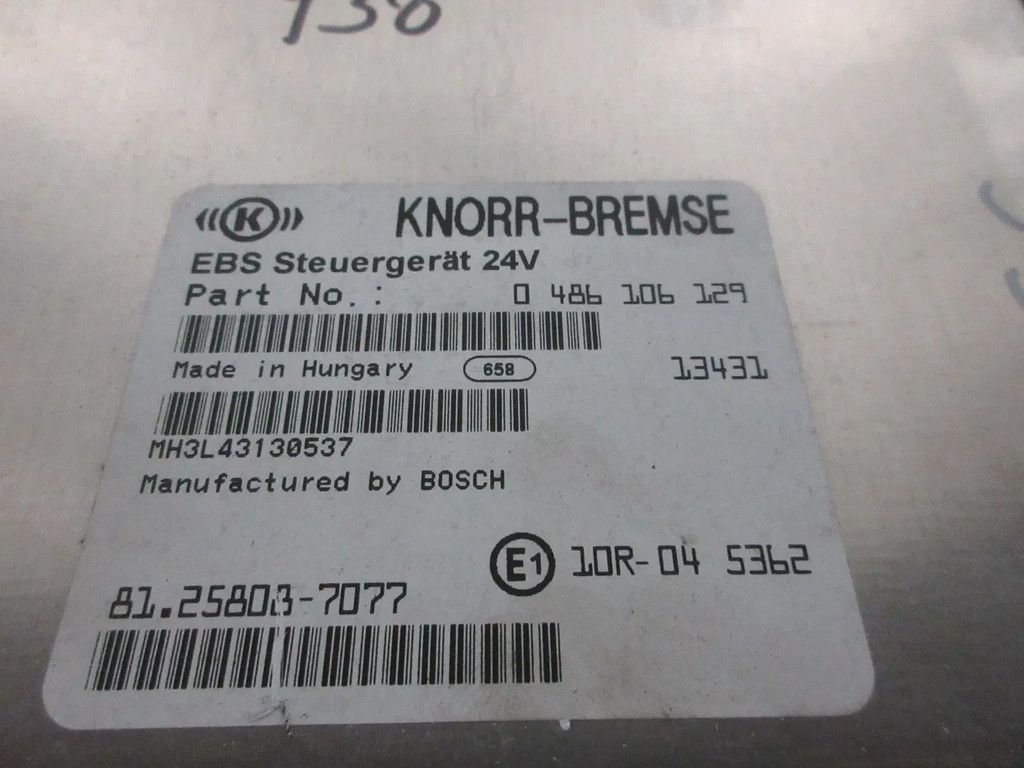 738
K KNORR-BREMSE
EBS Steuergerät 24V
Part No.: 0 486 106 129
Made in Hungary 658 13431
MH3L43130537
Manufactured by BOSCH
E1 10R-04 5362
81.25808-7077